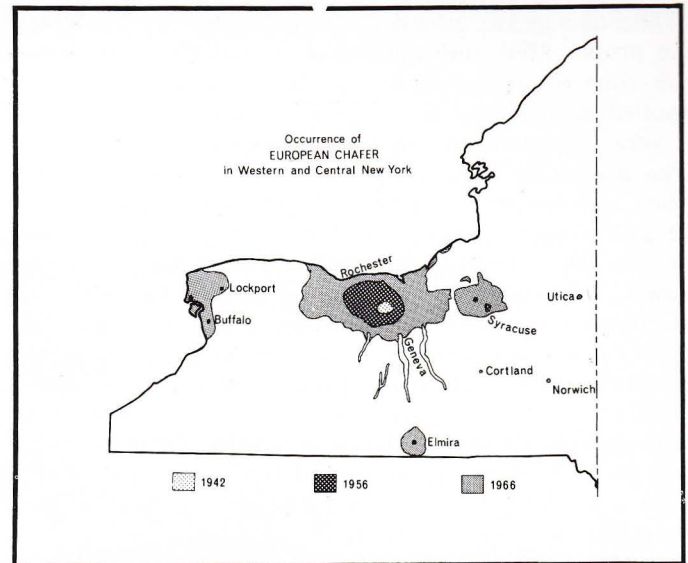 Occurrence of
EUROPEAN CHAFER
in Western and Central New York
Rochester
Lockport
Buffalo
Utica
Syracuse
Geneva
Cortland
Norwich
Elmira
1942
1956
1966